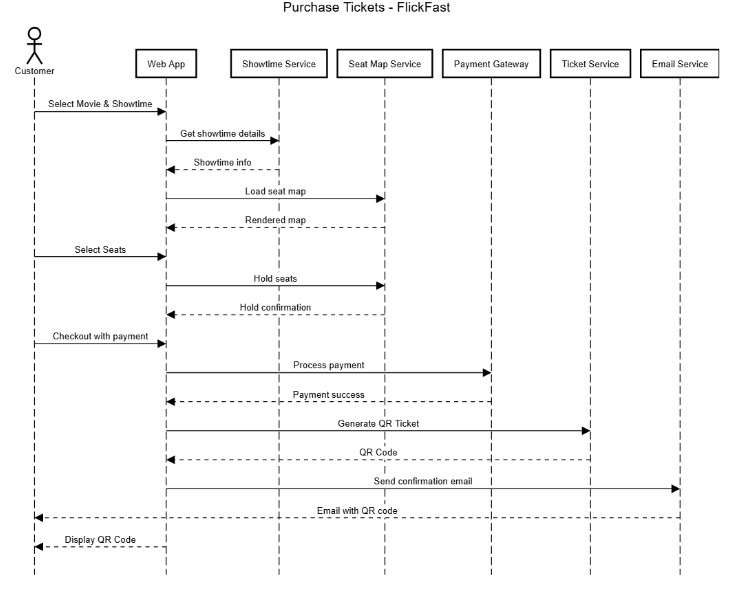 Purchase Tickets - FlickFast
Customer
Web App
Showtime Service
Seat Map Service
Payment Gateway
Ticket Service
Email Service
Select Movie & Showtime
Get showtime details
Showtime info
Load seat map
Rendered map
Select Seats
Hold seats
Hold confirmation
Checkout with payment
Process payment
Payment success
Generate QR Ticket
QR Code
Send confirmation email
Email with QR code
Display QR Code